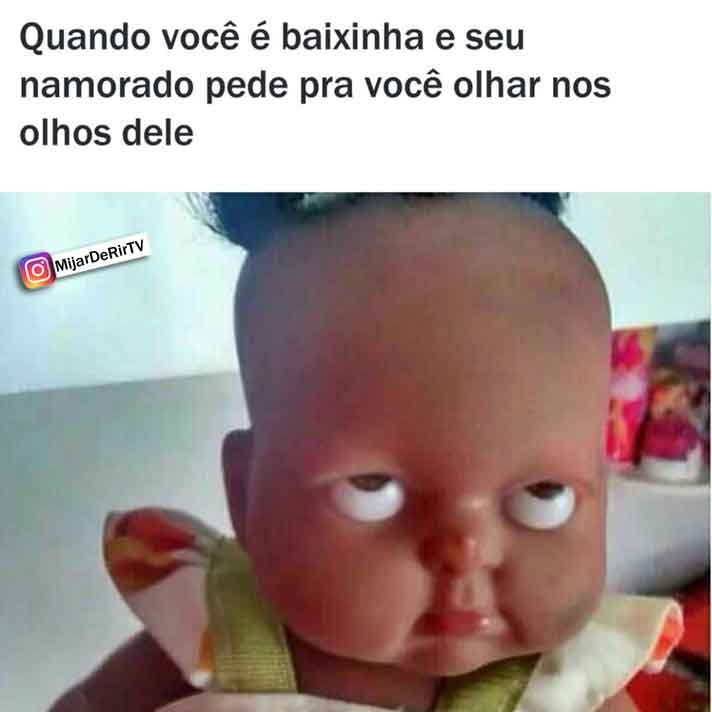 Quando você é baixinha e seu
namorado pede pra você olhar nos
olhos dele
MijarDeRirTV